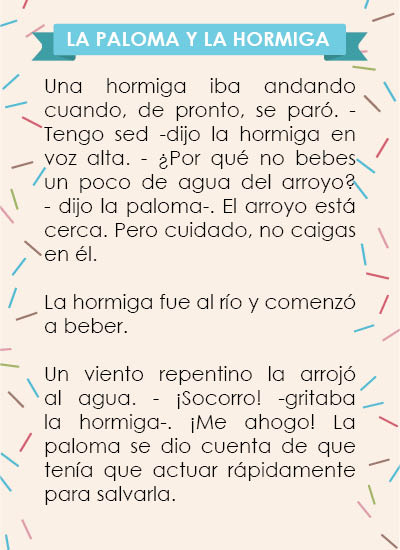 LA PALOMA Y LA HORMIGA
Una hormiga iba andando
cuando, de pronto, se paró. -
Tengo sed -dijo la hormiga en
voz alta. - ¿Por qué no bebes
un poco de agua del arroyo?
- dijo la paloma-. El arroyo está
cerca. Pero cuidado, no caigas
en él.
La hormiga fue al río y comenzó
a beber.
Un viento repentino la arrojó
al agua. - ¡Socorro! -gritaba
la hormiga-. ¡Me ahogo! La
paloma se dio cuenta de que
tenía que actuar rápidamente
para salvarla.